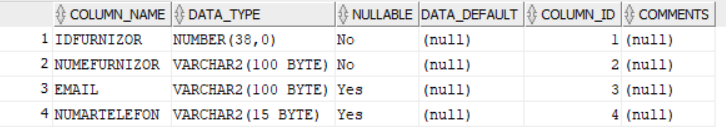 COLUMN_NAME DATA_TYPE NULLABLE DATA_DEFAULT COLUMN_ID COMMENTS
1 IDFURNIZOR NUMBER(38,0) No (null) 1 (null)
2 NUMEFURNIZOR VARCHAR2(100 BYTE) No (null) 2 (null)
3 EMAIL VARCHAR2(100 BYTE) Yes (null) 3 (null)
4 NUMARTELEFON VARCHAR2(15 BYTE) Yes (null) 4 (null)